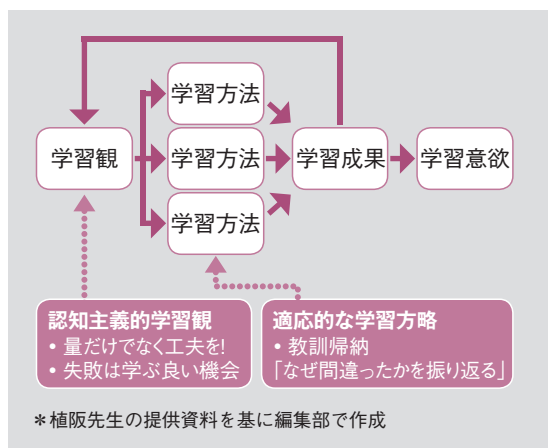 学習方法
学習観
学習方法
学習成果
学習意欲
学習方法
認知主義的学習観
• 量だけでなく工夫を!
• 失敗は学ぶ良い機会
適応的な学習方略
• 教訓帰納
「なぜ間違ったかを振り返る」
*植阪先生の提供資料を基に編集部で作成